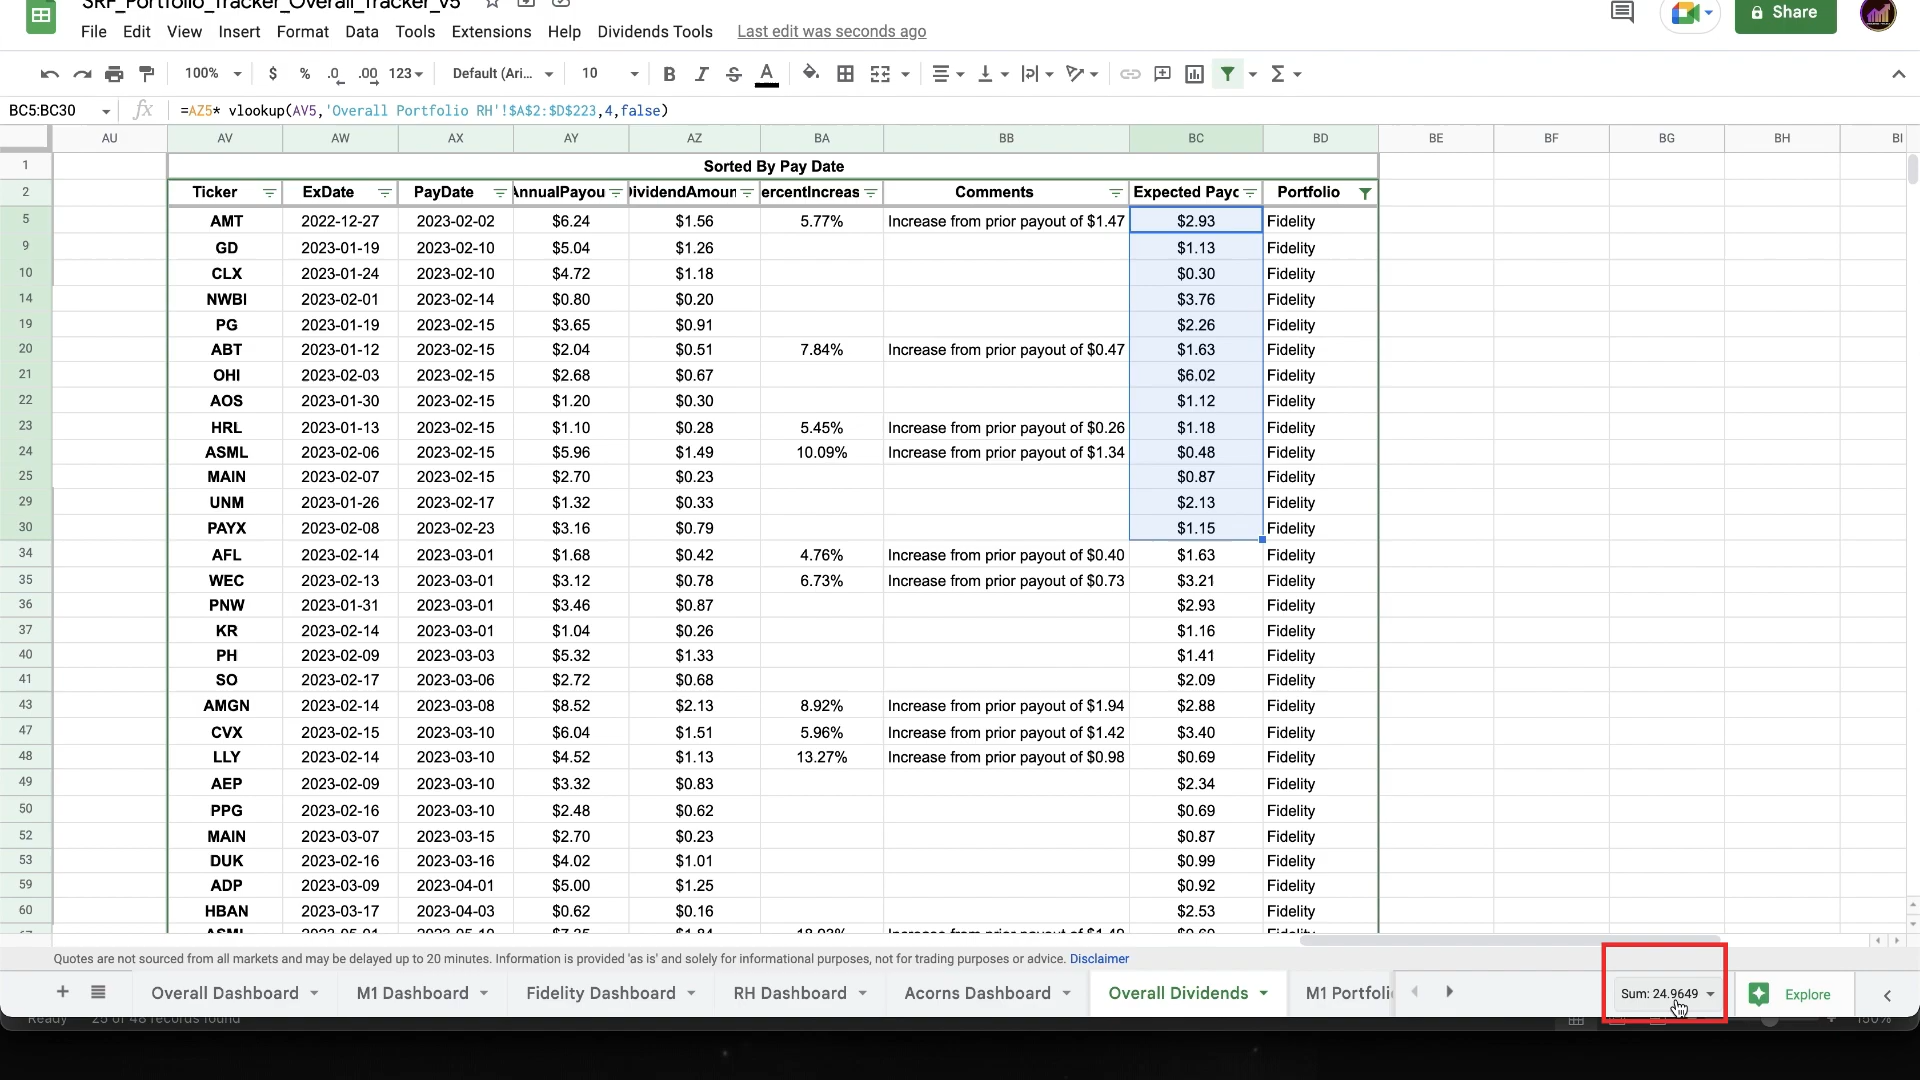 SRF_Portfolio_Tracker_Overall_Tracker_v5
Share
File Edit View Insert Format Data Tools Extensions Help Dividends Tools Last edit was seconds ago
100% $ % .0 .00 123 Default (Ari... 10 B I S A Σ
BC5:BC30 fx =AZ5* vlookup(AV5,'Overall Portfolio RH'!$A$2:$D$223,4,false)
AU AV AW AX AY AZ BA BB BC BD BE BF BG BH BI
1 Sorted By Pay Date
2 Ticker ExDate PayDate AnnualPayou DividendAmoun ercentIncreas Comments Expected Payc Portfolio
5 AMT 2022-12-27 2023-02-02 $6.24 $1.56 5.77% Increase from prior payout of $1.47 $2.93 Fidelity
9 GD 2023-01-19 2023-02-10 $5.04 $1.26 $1.13 Fidelity
10 CLX 2023-01-24 2023-02-10 $4.72 $1.18 $0.30 Fidelity
14 NWBI 2023-02-01 2023-02-14 $0.80 $0.20 $3.76 Fidelity
19 PG 2023-01-19 2023-02-15 $3.65 $0.91 $2.26 Fidelity
20 ABT 2023-01-12 2023-02-15 $2.04 $0.51 7.84% Increase from prior payout of $0.47 $1.63 Fidelity
21 OHI 2023-02-03 2023-02-15 $2.68 $0.67 $6.02 Fidelity
22 AOS 2023-01-30 2023-02-15 $1.20 $0.30 $1.12 Fidelity
23 HRL 2023-01-13 2023-02-15 $1.10 $0.28 5.45% Increase from prior payout of $0.26 $1.18 Fidelity
24 ASML 2023-02-06 2023-02-15 $5.96 $1.49 10.09% Increase from prior payout of $1.34 $0.48 Fidelity
25 MAIN 2023-02-07 2023-02-15 $2.70 $0.23 $0.87 Fidelity
29 UNM 2023-01-26 2023-02-17 $1.32 $0.33 $2.13 Fidelity
30 PAYX 2023-02-08 2023-02-23 $3.16 $0.79 $1.15 Fidelity
34 AFL 2023-02-14 2023-03-01 $1.68 $0.42 4.76% Increase from prior payout of $0.40 $1.63 Fidelity
35 WEC 2023-02-13 2023-03-01 $3.12 $0.78 6.73% Increase from prior payout of $0.73 $3.21 Fidelity
36 PNW 2023-01-31 2023-03-01 $3.46 $0.87 $2.93 Fidelity
37 KR 2023-02-14 2023-03-01 $1.04 $0.26 $1.16 Fidelity
40 PH 2023-02-09 2023-03-03 $5.32 $1.33 $1.41 Fidelity
41 SO 2023-02-17 2023-03-06 $2.72 $0.68 $2.09 Fidelity
43 AMGN 2023-02-14 2023-03-08 $8.52 $2.13 8.92% Increase from prior payout of $1.94 $2.88 Fidelity
47 CVX 2023-02-15 2023-03-10 $6.04 $1.51 5.96% Increase from prior payout of $1.42 $3.40 Fidelity
48 LLY 2023-02-14 2023-03-10 $4.52 $1.13 13.27% Increase from prior payout of $0.98 $0.69 Fidelity
49 AEP 2023-02-09 2023-03-10 $3.32 $0.83 $2.34 Fidelity
50 PPG 2023-02-16 2023-03-10 $2.48 $0.62 $0.69 Fidelity
52 MAIN 2023-03-07 2023-03-15 $2.70 $0.23 $0.87 Fidelity
53 DUK 2023-02-16 2023-03-16 $4.02 $1.01 $0.99 Fidelity
59 ADP 2023-03-09 2023-04-01 $5.00 $1.25 $0.92 Fidelity
60 HBAN 2023-03-17 2023-04-03 $0.62 $0.16 $2.53 Fidelity
Quotes are not sourced from all markets and may be delayed up to 20 minutes. Information is provided 'as is' and solely for informational purposes, not for trading purposes or advice. Disclaimer
Overall Dashboard M1 Dashboard Fidelity Dashboard RH Dashboard Acorns Dashboard Overall Dividends M1 Portfoli Sum: 24.9649 Explore
Ready 25 of 48 records found 150%